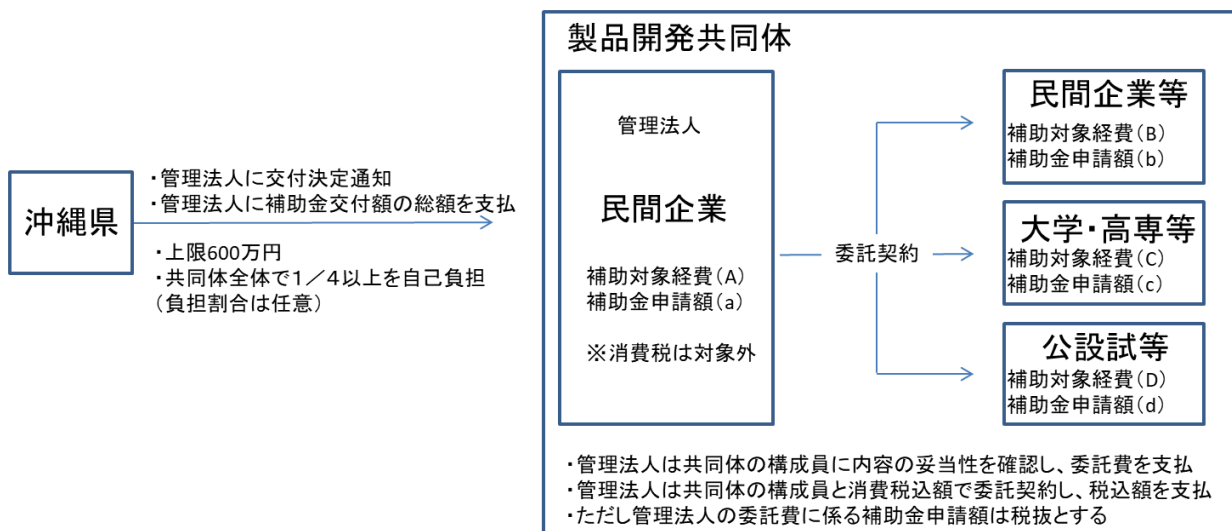 製品開発共同体
沖縄県
・管理法人に交付決定通知
・管理法人に補助金交付額の総額を支払
・上限600万円
・共同体全体で1／4以上を自己負担
（負担割合は任意）
管理法人
民間企業
補助対象経費（A）
補助金申請額（a）
※消費税は対象外
委託契約
民間企業等
補助対象経費（B）
補助金申請額（b）
大学・高専等
補助対象経費（C）
補助金申請額（c）
公設試等
補助対象経費（D）
補助金申請額（d）
・管理法人は共同体の構成員に内容の妥当性を確認し、委託費を支払
・管理法人は共同体の構成員と消費税込額で委託契約し、税込額を支払
・ただし管理法人の委託費に係る補助金申請額は税抜とする